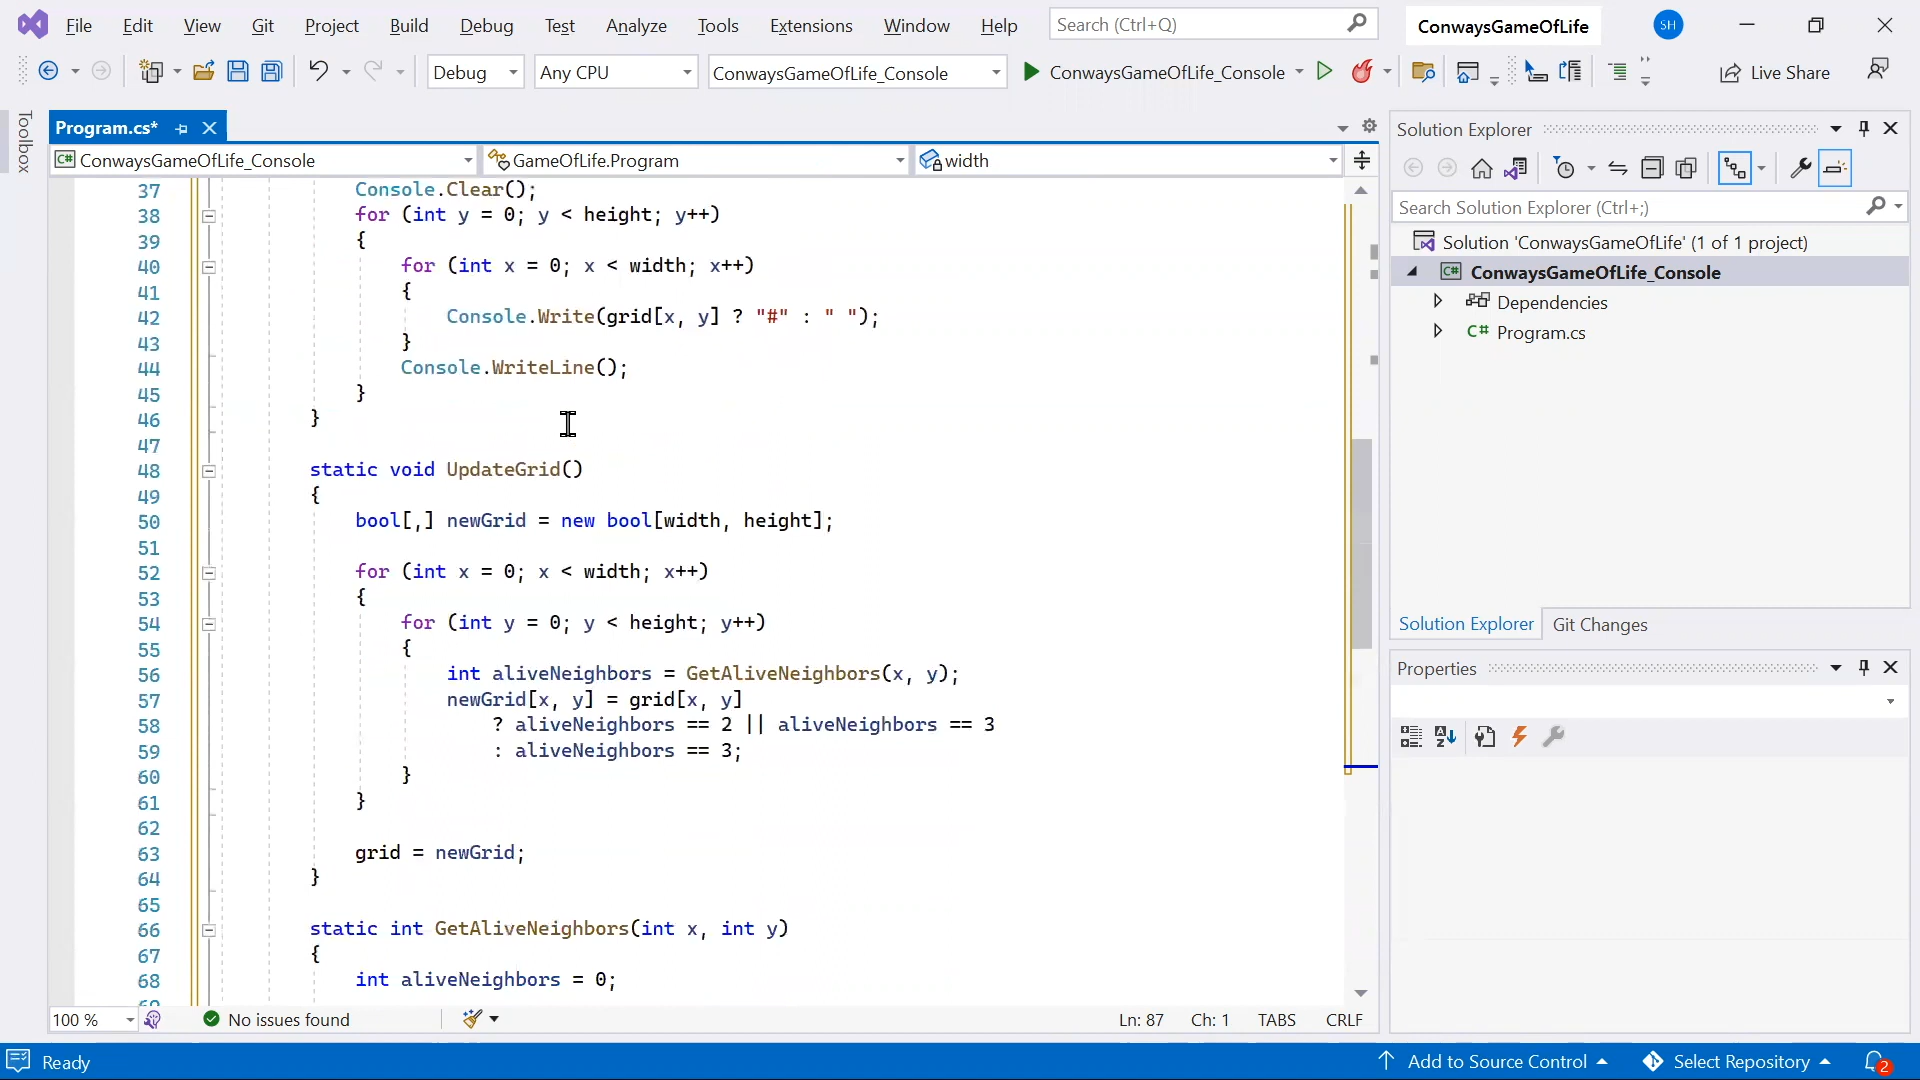 File Edit View Git Project Build Debug Test Analyze Tools Extensions Window Help Search (Ctrl+Q) ConwaysGameOfLife SH
Debug Any CPU ConwaysGameOfLife_Console ConwaysGameOfLife_Console Live Share
Toolbox
Program.cs*
C# ConwaysGameOfLife_Console GameOfLife.Program width
37 Console.Clear();
38 for (int y = 0; y < height; y++)
39 {
40 for (int x = 0; x < width; x++)
41 {
42 Console.Write(grid[x, y] ? "#" : " ");
43 }
44 Console.WriteLine();
45 }
46 }
47
48 static void UpdateGrid()
49 {
50 bool[,] newGrid = new bool[width, height];
51
52 for (int x = 0; x < width; x++)
53 {
54 for (int y = 0; y < height; y++)
55 {
56 int aliveNeighbors = GetAliveNeighbors(x, y);
57 newGrid[x, y] = grid[x, y]
58 ? aliveNeighbors == 2 || aliveNeighbors == 3
59 : aliveNeighbors == 3;
60 }
61 }
62
63 grid = newGrid;
64 }
65
66 static int GetAliveNeighbors(int x, int y)
67 {
68 int aliveNeighbors = 0;
69
100 % No issues found Ln: 87 Ch: 1 TABS CRLF
Solution Explorer
Search Solution Explorer (Ctrl+;)
Solution 'ConwaysGameOfLife' (1 of 1 project)
C# ConwaysGameOfLife_Console
Dependencies
C# Program.cs
Solution Explorer Git Changes
Properties
Ready Add to Source Control Select Repository 2